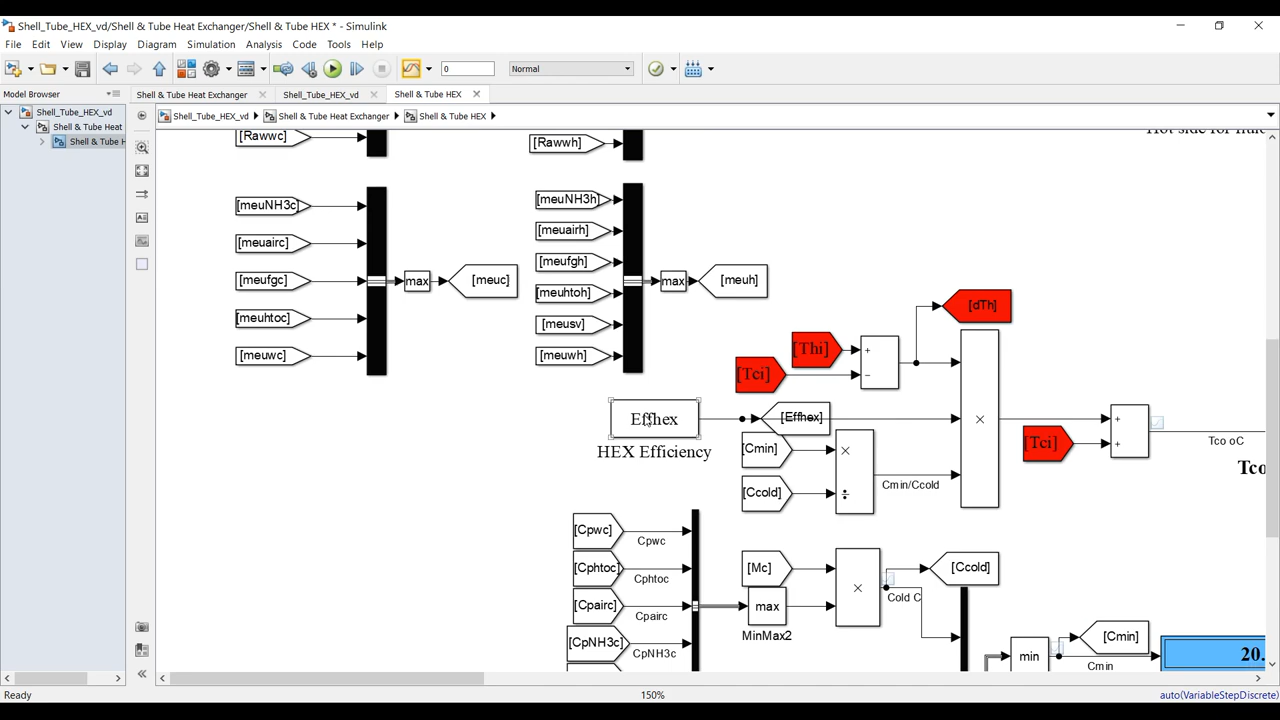 Shell_Tube_HEX_vd/Shell & Tube Heat Exchanger/Shell & Tube HEX * - Simulink
File Edit View Display Diagram Simulation Analysis Code Tools Help
0 Normal
Model Browser
Shell & Tube Heat Exchanger Shell_Tube_HEX_vd Shell & Tube HEX
Shell_Tube_HEX_vd Shell & Tube Heat Exchanger Shell & Tube HEX
Shell_Tube_HEX_vd
Shell & Tube Heat
Shell & Tube H
[Rawwc]
[Rawwh]
[meuNH3c]
[meuairc]
[meufgc]
[meuhtoc]
[meuwc]
max
[meuc]
[meuNH3h]
[meuairh]
[meufgh]
[meuhtoh]
[meusv]
[meuwh]
max
[meuh]
[dTh]
[Thi]
[Tci]
+
−
Effhex
HEX Efficiency
[Effhex]
[Cmin]
[Ccold]
×
÷
Cmin/Ccold
×
[Tci]
+
+
Tco oC
Tco
[Cpwc]
Cpwc
[Cphtoc]
Cphtoc
[Cpairc]
Cpairc
[CpNH3c]
CpNH3c
[Mc]
max
MinMax2
×
[Ccold]
Cold C
min
[Cmin]
Cmin
20.
Ready 150% auto(VariableStepDiscrete)